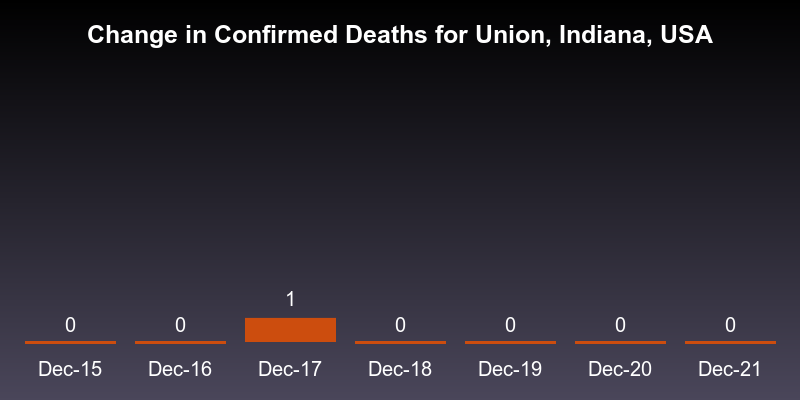 Change in Confirmed Deaths for Union, Indiana, USA
1
0 0 0 0 0 0
Dec-15 Dec-16 Dec-17 Dec-18 Dec-19 Dec-20 Dec-21